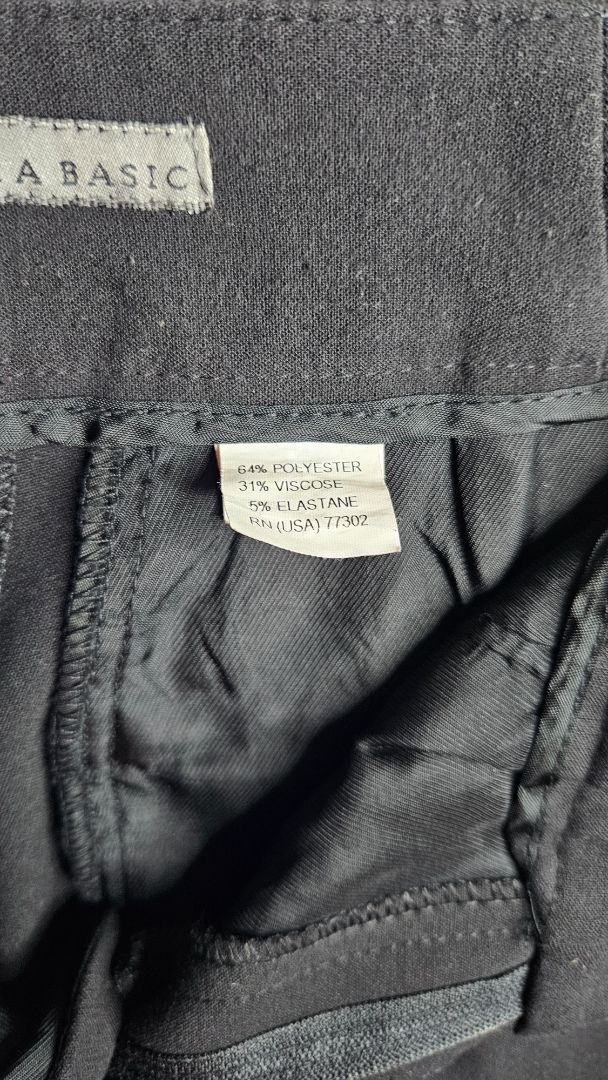 A BASIC
64% POLYESTER
31% VISCOSE
5% ELASTANE
RN (USA) 77302